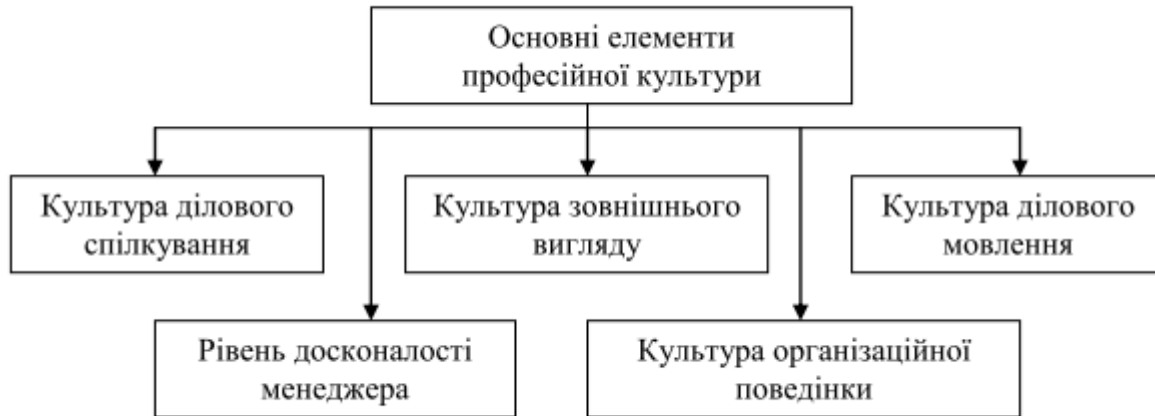 Основні елементи
професійної культури
Культура ділового
спілкування
Культура зовнішнього
вигляду
Культура ділового
мовлення
Рівень досконалості
менеджера
Культура організаційної
поведінки